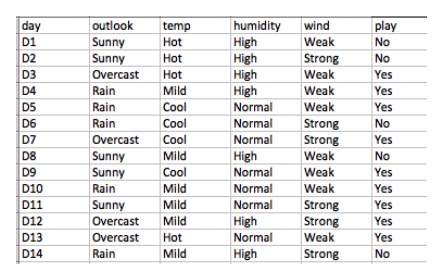 day outlook temp humidity wind play
D1 Sunny Hot High Weak No
D2 Sunny Hot High Strong No
D3 Overcast Hot High Weak Yes
D4 Rain Mild High Weak Yes
D5 Rain Cool Normal Weak Yes
D6 Rain Cool Normal Strong No
D7 Overcast Cool Normal Strong Yes
D8 Sunny Mild High Weak No
D9 Sunny Cool Normal Weak Yes
D10 Rain Mild Normal Weak Yes
D11 Sunny Mild Normal Strong Yes
D12 Overcast Mild High Strong Yes
D13 Overcast Hot Normal Weak Yes
D14 Rain Mild High Strong No